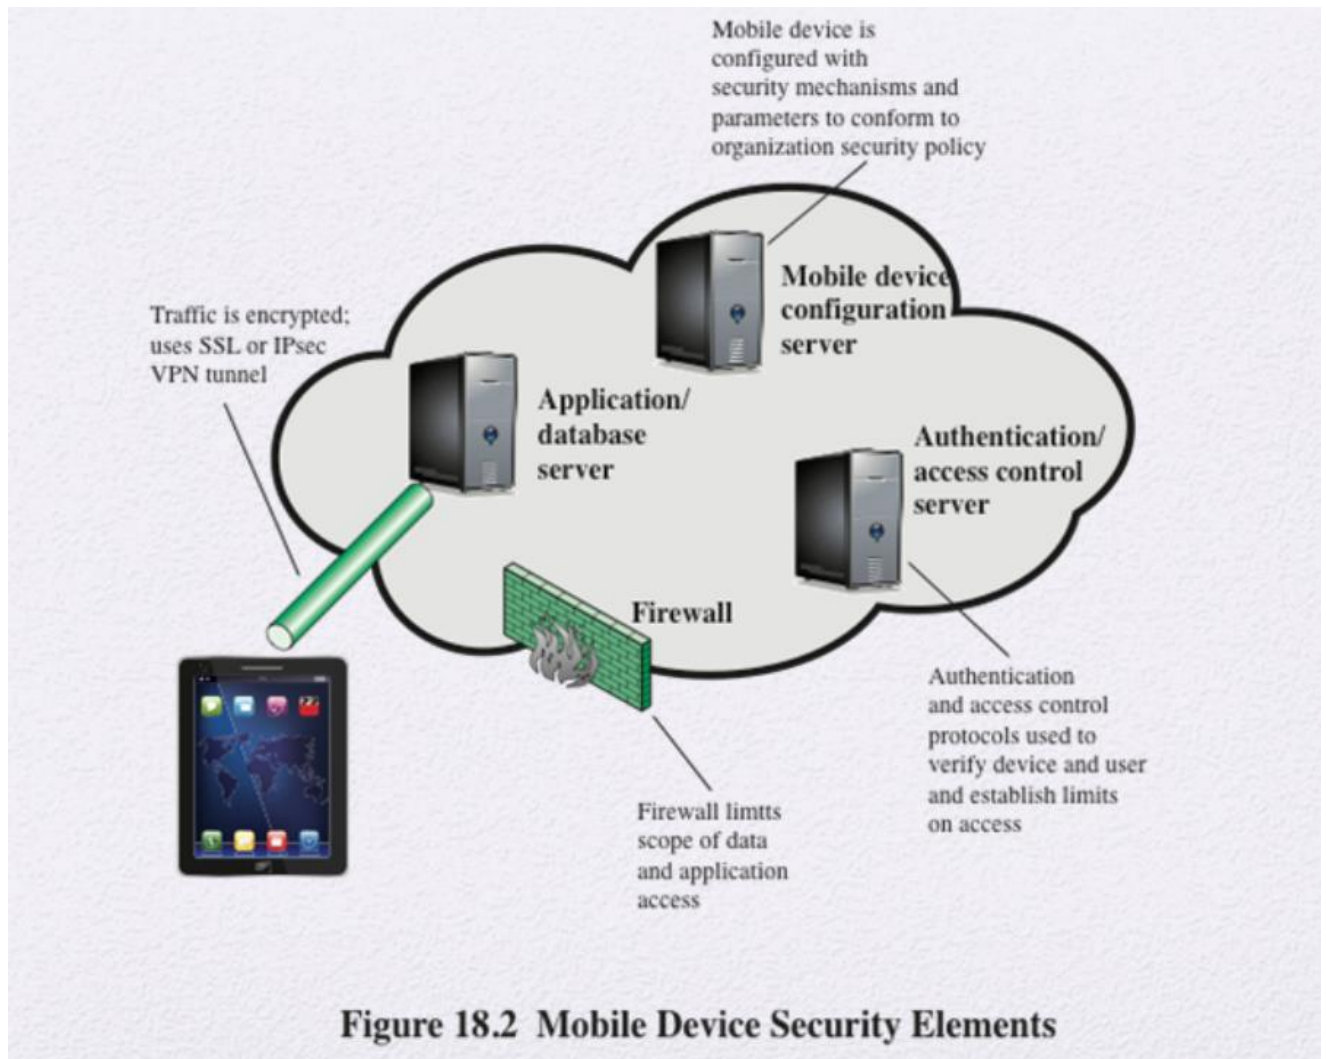 Mobile device is
configured with
security mechanisms and
parameters to conform to
organization security policy
Mobile device
configuration
server
Traffic is encrypted;
uses SSL or IPsec
VPN tunnel
Application/
database
server
Authentication/
access control
server
Firewall
Authentication
and access control
protocols used to
verify device and user
and establish limits
on access
Firewall limtts
scope of data
and application
access
Figure 18.2 Mobile Device Security Elements